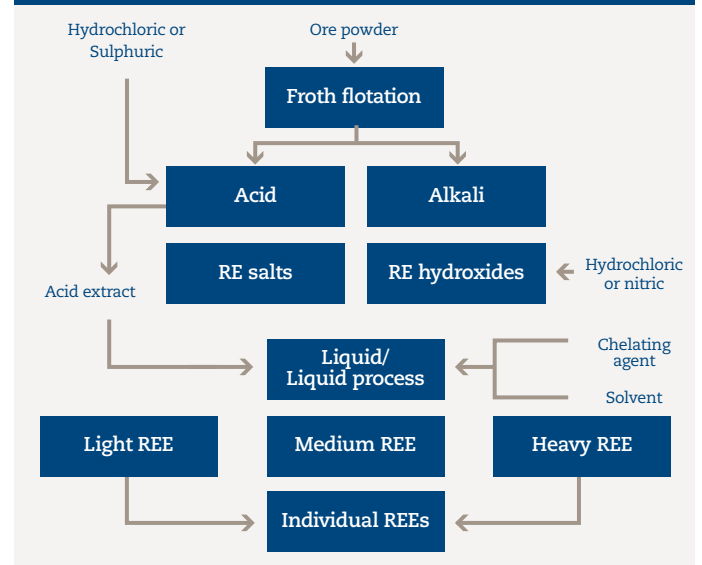 Hydrochloric or
Sulphuric
Ore powder
Froth flotation
Acid
Alkali
RE salts
RE hydroxides
Hydrochloric
or nitric
Acid extract
Liquid/
Liquid process
Chelating
agent
Solvent
Light REE
Medium REE
Heavy REE
Individual REEs